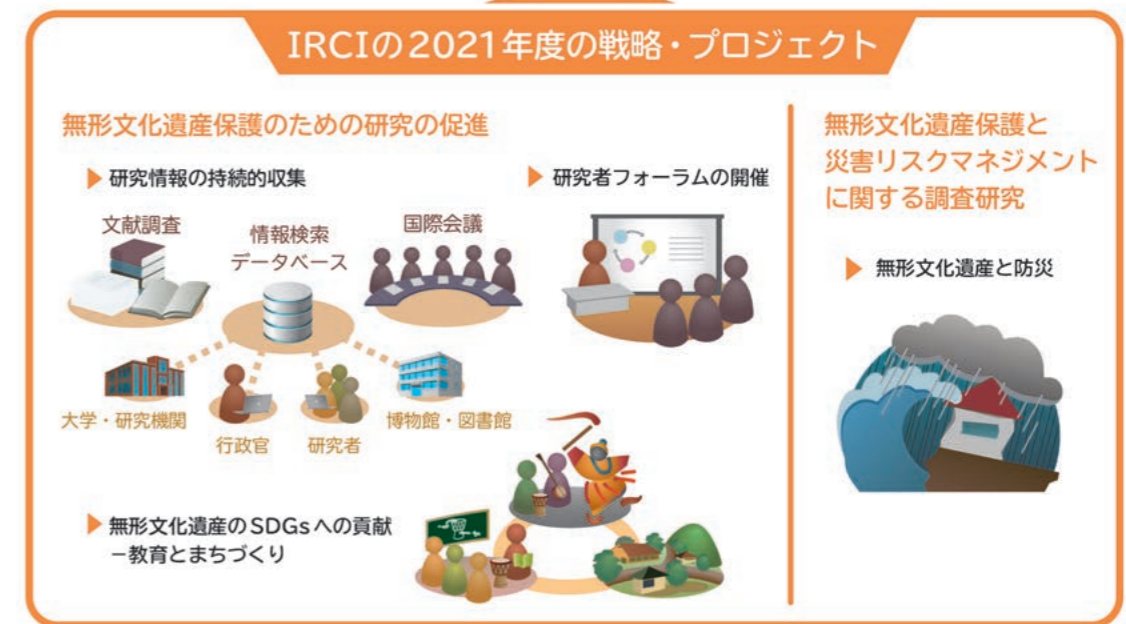 IRCIの2021年度の戦略・プロジェクト
無形文化遺産保護のための研究の促進
研究情報の持続的収集
文献調査
情報検索
データベース
国際会議
大学・研究機関
行政官
研究者
博物館・図書館
研究者フォーラムの開催
無形文化遺産のSDGsへの貢献
－教育とまちづくり
無形文化遺産保護と
災害リスクマネジメント
に関する調査研究
無形文化遺産と防災